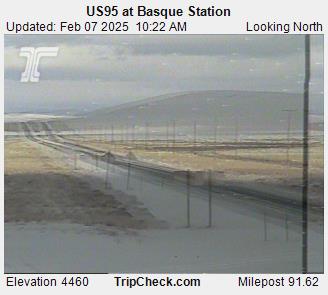 US95 at Basque Station
Updated: Feb 07 2025 10:22 AM Looking North
Elevation 4460 TripCheck.com Milepost 91.62